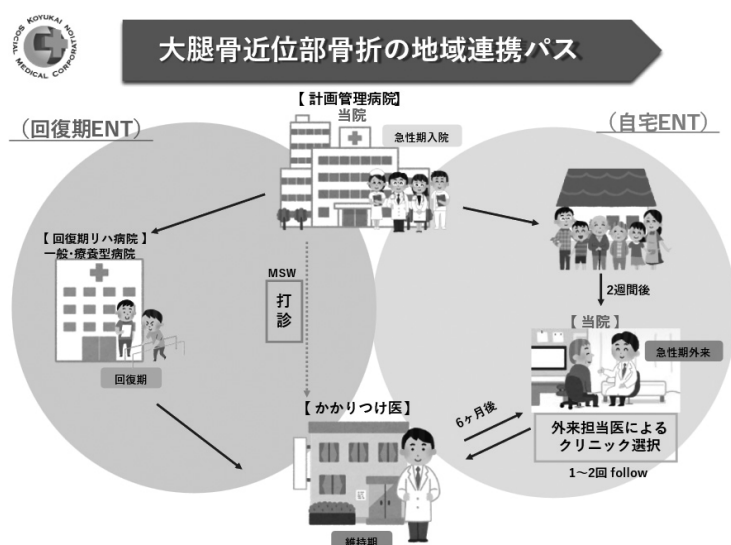 KOYUKAI NATION
SOCIAL MEDICAL CORPORATION
大腿骨近位部骨折の地域連携パス
【計画管理病院】
当院
急性期入院
（回復期ENT）
（自宅ENT）
【回復期リハ病院】
一般・療養型病院
回復期
MSW
打診
2週間後
【当院】
急性期外来
外来担当医による
クリニック選択
1～2回 follow
6ヶ月後
【かかりつけ医】
維持期